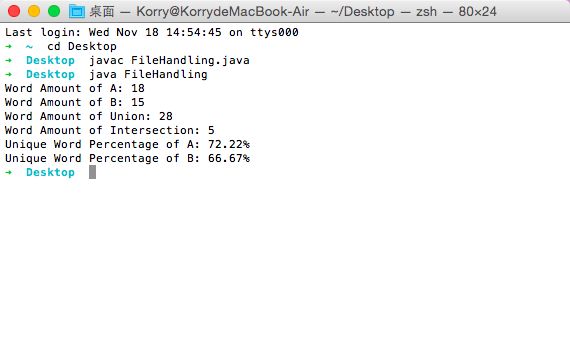 桌面 — Korry@KorrydeMacBook-Air — ~/Desktop — zsh — 80×24
Last login: Wed Nov 18 14:54:45 on ttys000
➜  ~  cd Desktop
➜  Desktop  javac FileHandling.java
➜  Desktop  java FileHandling
Word Amount of A: 18
Word Amount of B: 15
Word Amount of Union: 28
Word Amount of Intersection: 5
Unique Word Percentage of A: 72.22%
Unique Word Percentage of B: 66.67%
➜  Desktop